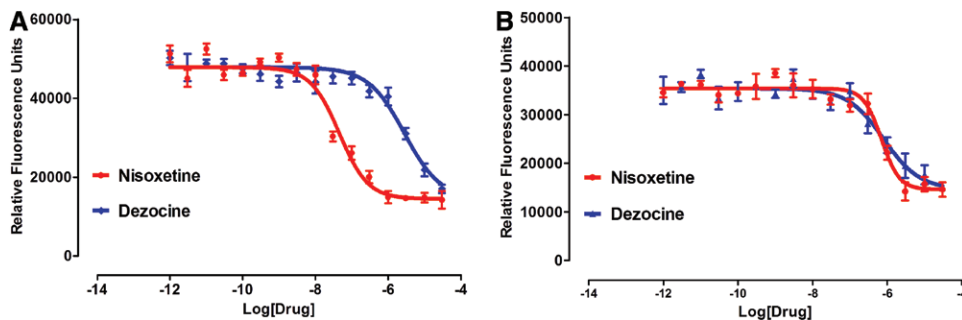 A
Relative Fluorescence Units
60000
40000
20000
0
Nisoxetine
Dezocine
-14
-12
-10
-8
-6
-4
Log[Drug]
B
Relative Fluorescence Units
50000
40000
30000
20000
10000
0
Nisoxetine
Dezocine
-14
-12
-10
-8
-6
-4
Log[Drug]